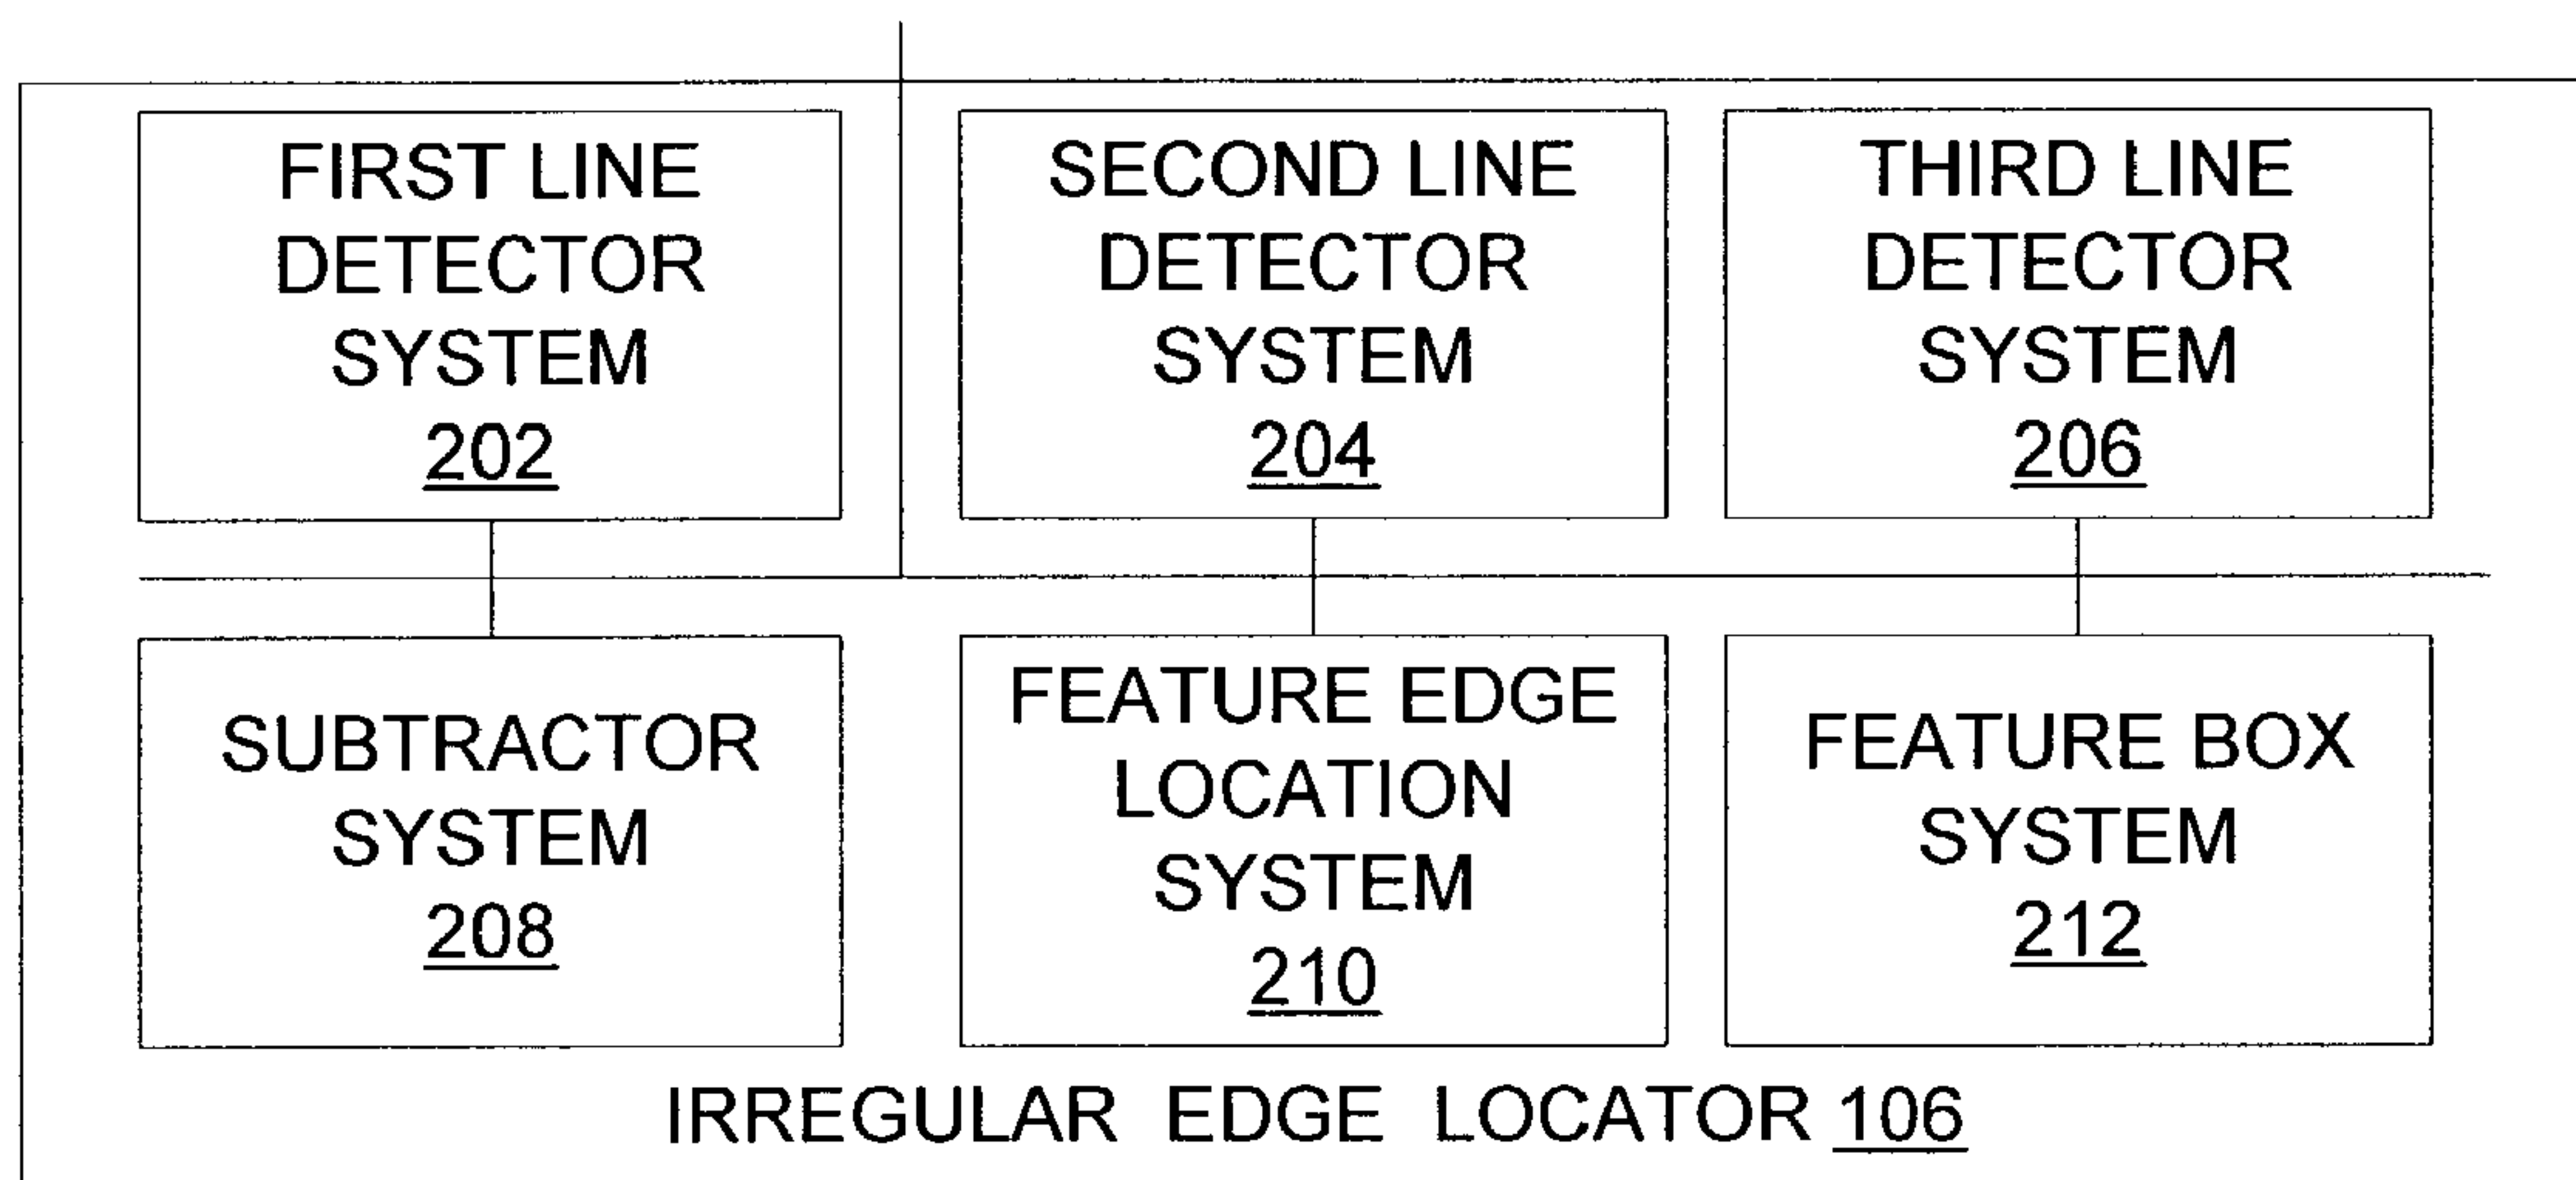 FIRST LINE
DETECTOR
SYSTEM
202
SECOND LINE
DETECTOR
SYSTEM
204
THIRD LINE
DETECTOR
SYSTEM
206
SUBTRACTOR
SYSTEM
208
FEATURE EDGE
LOCATION
SYSTEM
210
FEATURE BOX
SYSTEM
212
IRREGULAR EDGE LOCATOR 106